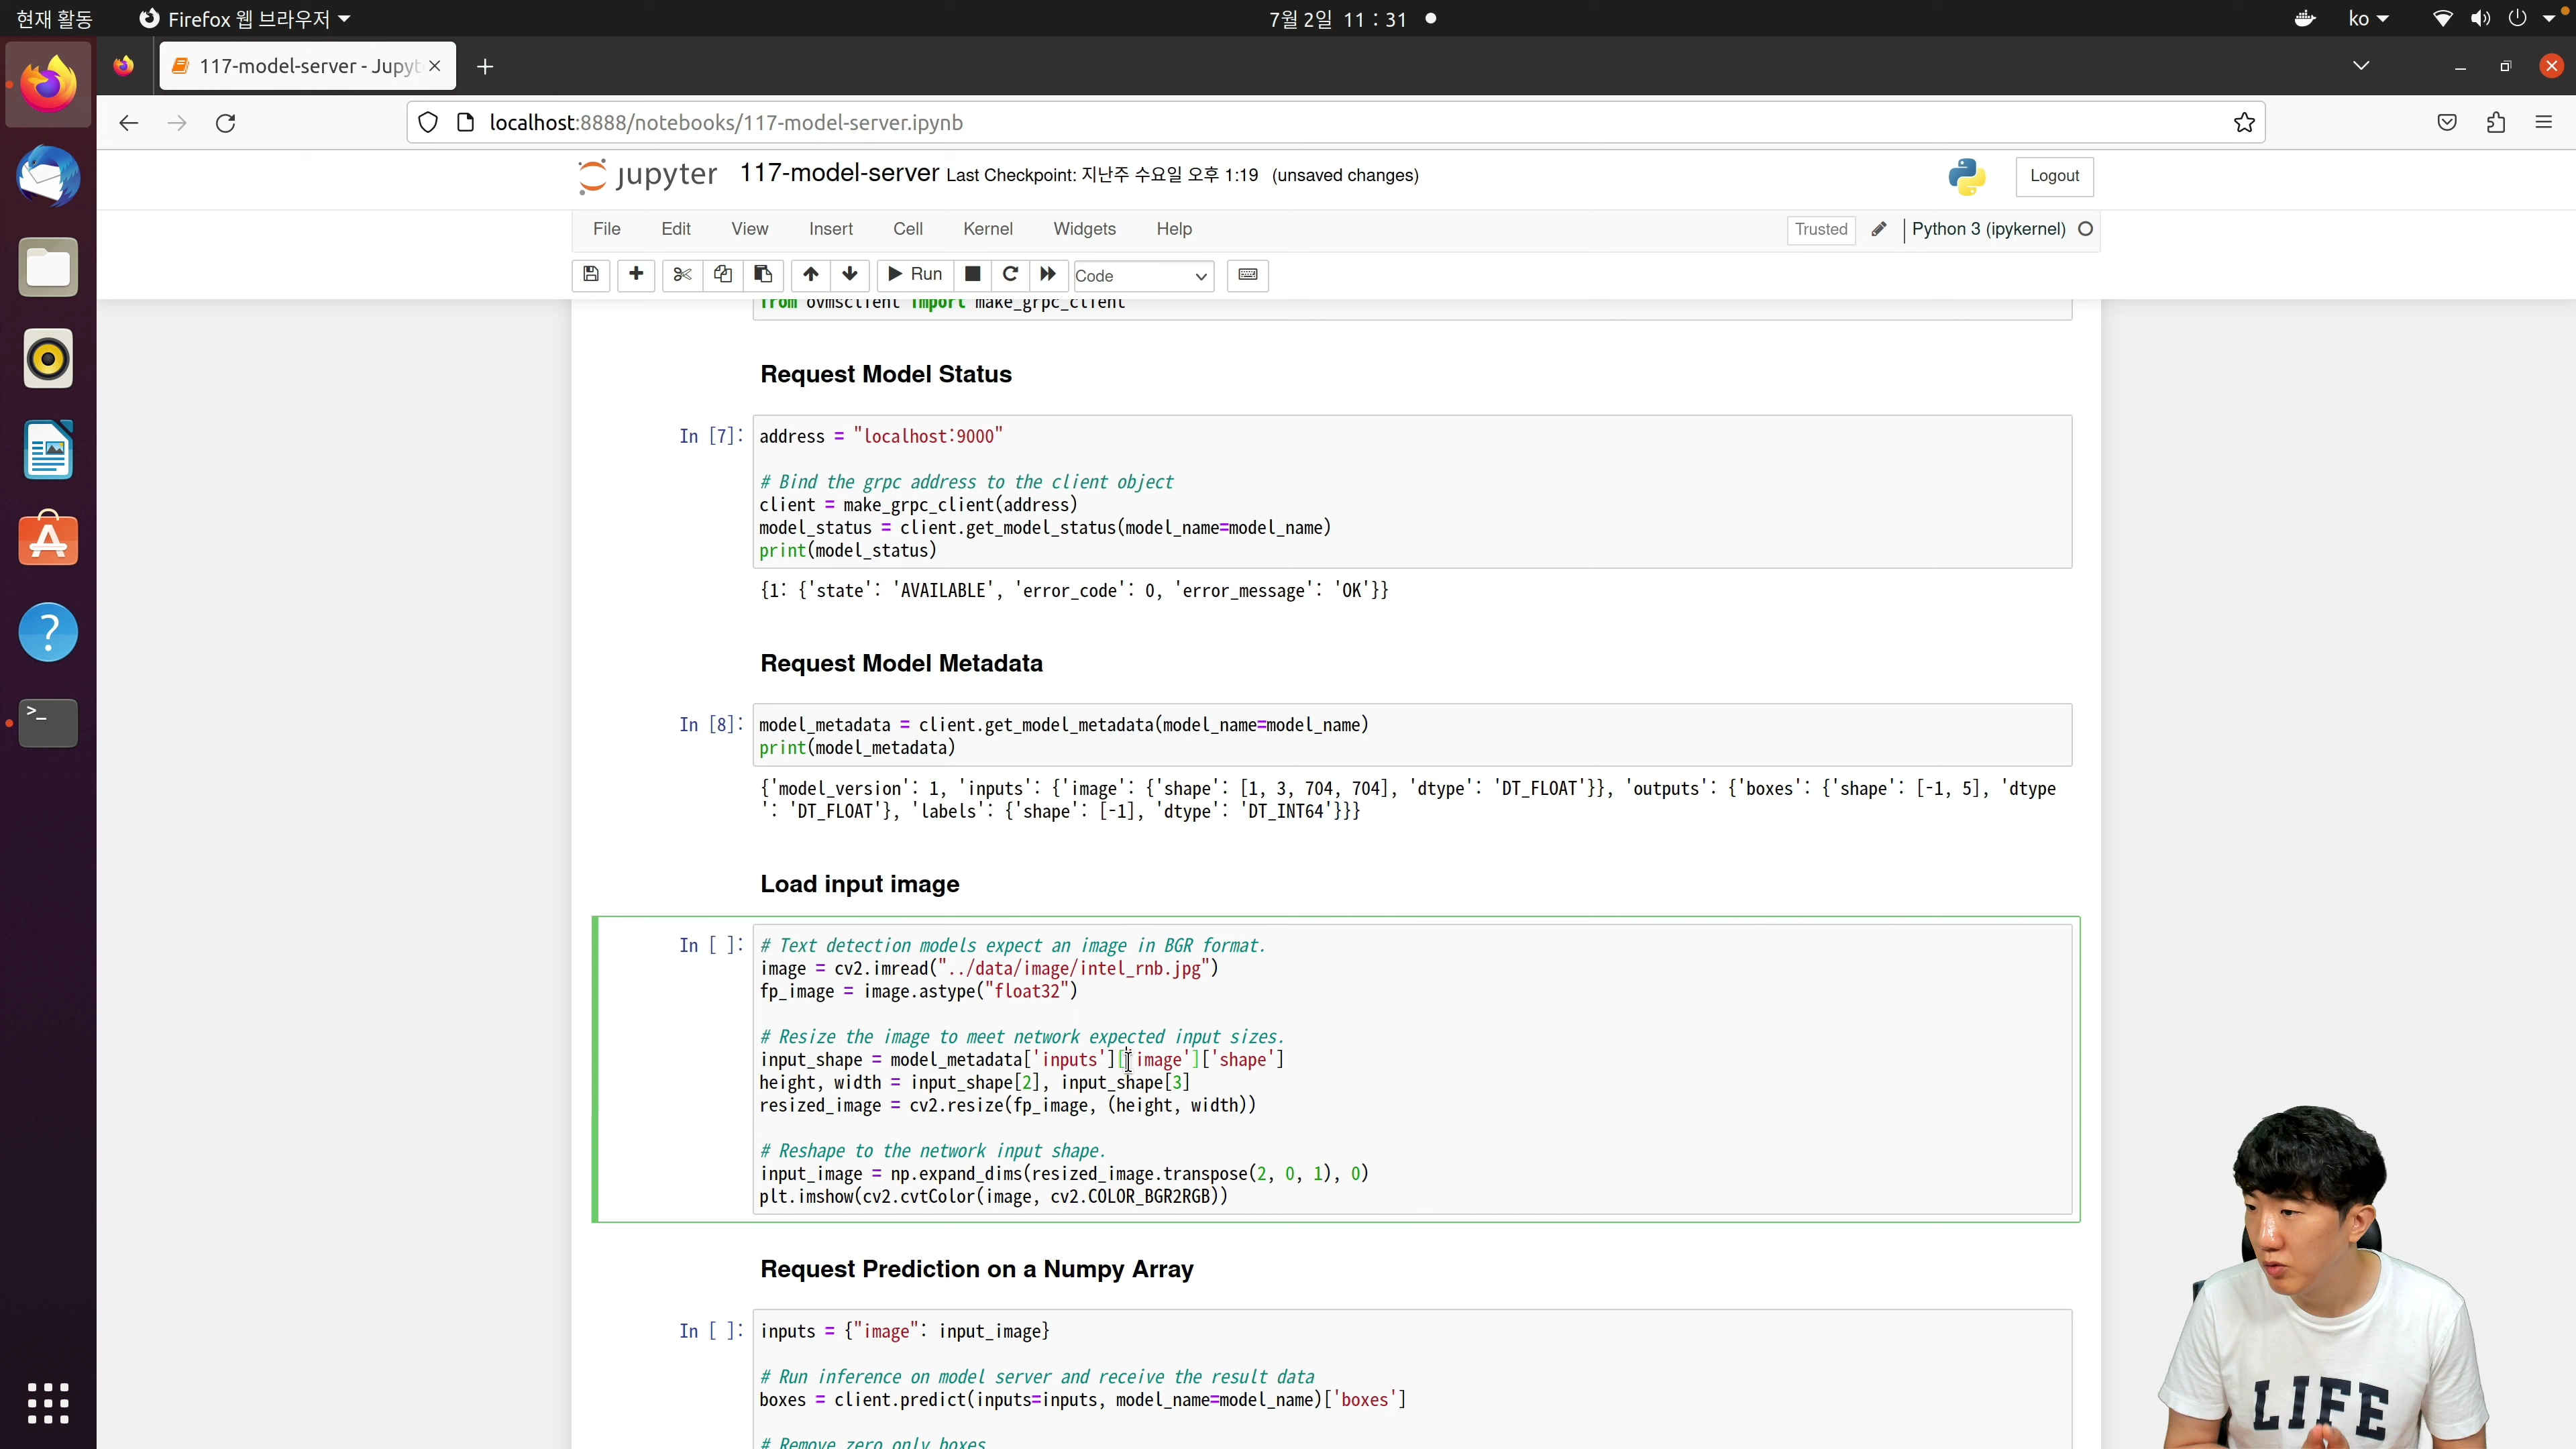 현재 활동
Firefox 웹 브라우저
7월 2일 11 : 31
ko
117-model-server - Jupyt
localhost:8888/notebooks/117-model-server.ipynb
jupyter 117-model-server Last Checkpoint: 지난주 수요일 오후 1:19 (unsaved changes)
Logout
File Edit View Insert Cell Kernel Widgets Help
Trusted Python 3 (ipykernel)
Run Code
from ovmsclient import make_grpc_client
Request Model Status
In [7]: address = "localhost:9000"
# Bind the grpc address to the client object
client = make_grpc_client(address)
model_status = client.get_model_status(model_name=model_name)
print(model_status)
{1: {'state': 'AVAILABLE', 'error_code': 0, 'error_message': 'OK'}}
Request Model Metadata
In [8]: model_metadata = client.get_model_metadata(model_name=model_name)
print(model_metadata)
{'model_version': 1, 'inputs': {'image': {'shape': [1, 3, 704, 704], 'dtype': 'DT_FLOAT'}}, 'outputs': {'boxes': {'shape': [-1, 5], 'dtype
': 'DT_FLOAT'}, 'labels': {'shape': [-1], 'dtype': 'DT_INT64'}}}
Load input image
In [ ]: # Text detection models expect an image in BGR format.
image = cv2.imread("../data/image/intel_rnb.jpg")
fp_image = image.astype("float32")
# Resize the image to meet network expected input sizes.
input_shape = model_metadata['inputs']['image']['shape']
height, width = input_shape[2], input_shape[3]
resized_image = cv2.resize(fp_image, (height, width))
# Reshape to the network input shape.
input_image = np.expand_dims(resized_image.transpose(2, 0, 1), 0)
plt.imshow(cv2.cvtColor(image, cv2.COLOR_BGR2RGB))
Request Prediction on a Numpy Array
In [ ]: inputs = {"image": input_image}
# Run inference on model server and receive the result data
boxes = client.predict(inputs=inputs, model_name=model_name)['boxes']
# Remove zero only boxes
LIFE